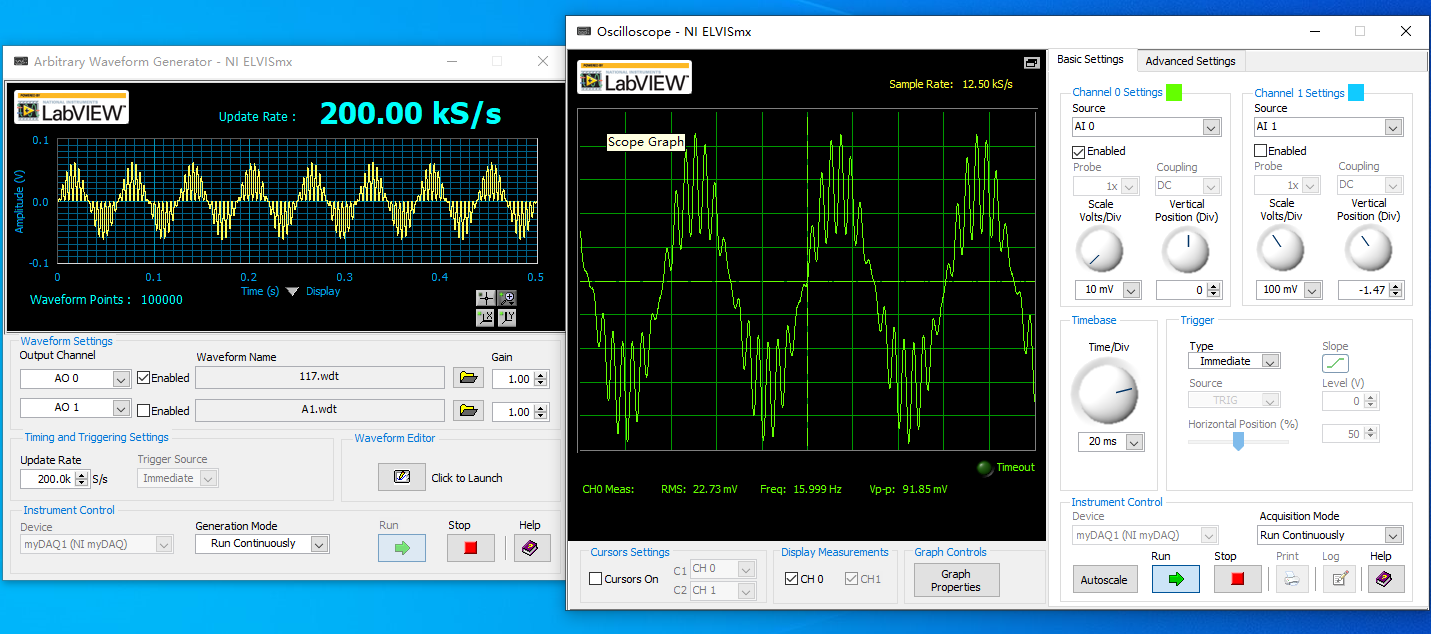 Arbitrary Waveform Generator - NI ELVISmx
LabVIEW
Update Rate : 200.00 kS/s
0.1
0.0
-0.1
Amplitude (V)
0 0.1 0.2 0.3 0.4 0.5
Time (s) Display
Waveform Points : 100000
Waveform Settings
Output Channel Waveform Name Gain
AO 0 Enabled 117.wdt 1.00
AO 1 Enabled A1.wdt 1.00
Timing and Triggering Settings
Update Rate Trigger Source
200.0k S/s Immediate
Waveform Editor
Click to Launch
Instrument Control
Device Generation Mode Run Stop Help
myDAQ1 (NI myDAQ) Run Continuously
Oscilloscope - NI ELVISmx
NATIONAL INSTRUMENTS
LabVIEW
Sample Rate: 12.50 kS/s
Scope Graph
Timeout
CH0 Meas: RMS: 22.73 mV Freq: 15.999 Hz Vp-p: 91.85 mV
Cursors Settings
Cursors On
C1 CH 0
C2 CH 1
Display Measurements
CH 0 CH1
Graph Controls
Graph
Properties
Basic Settings Advanced Settings
Channel 0 Settings
Source
AI 0
Enabled
Probe Coupling
1x DC
Scale Vertical
Volts/Div Position (Div)
10 mV 0
Channel 1 Settings
Source
AI 1
Enabled
Probe Coupling
1x DC
Scale Vertical
Volts/Div Position (Div)
100 mV -1.47
Timebase
Time/Div
20 ms
Trigger
Type Slope
Immediate
Source Level (V)
TRIG 0
Horizontal Position (%)
50
Instrument Control
Device Acquisition Mode
myDAQ1 (NI myDAQ) Run Continuously
Run Stop Print Log Help
Autoscale